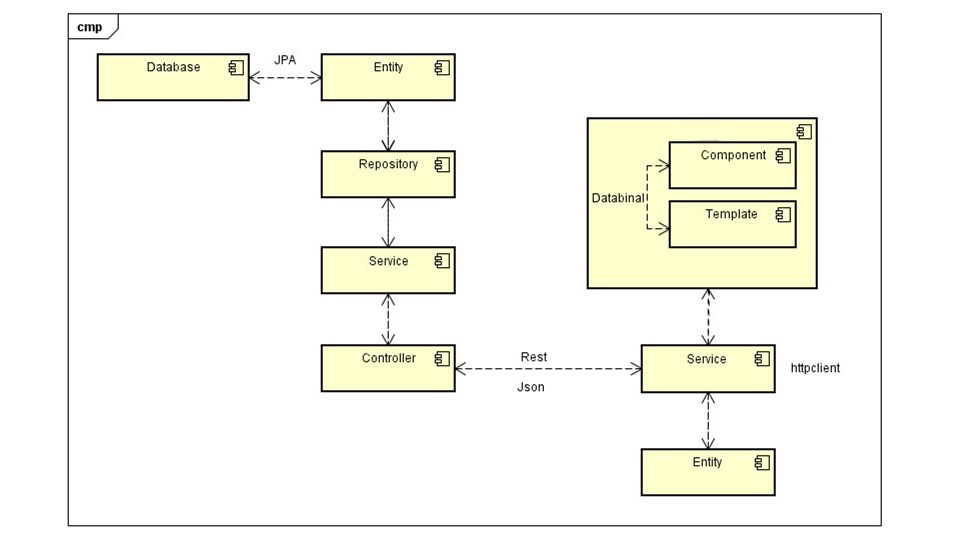 cmp
Database
JPA
Entity
Repository
Service
Controller
Rest
Json
Component
Databinal
Template
Service
httpclient
Entity